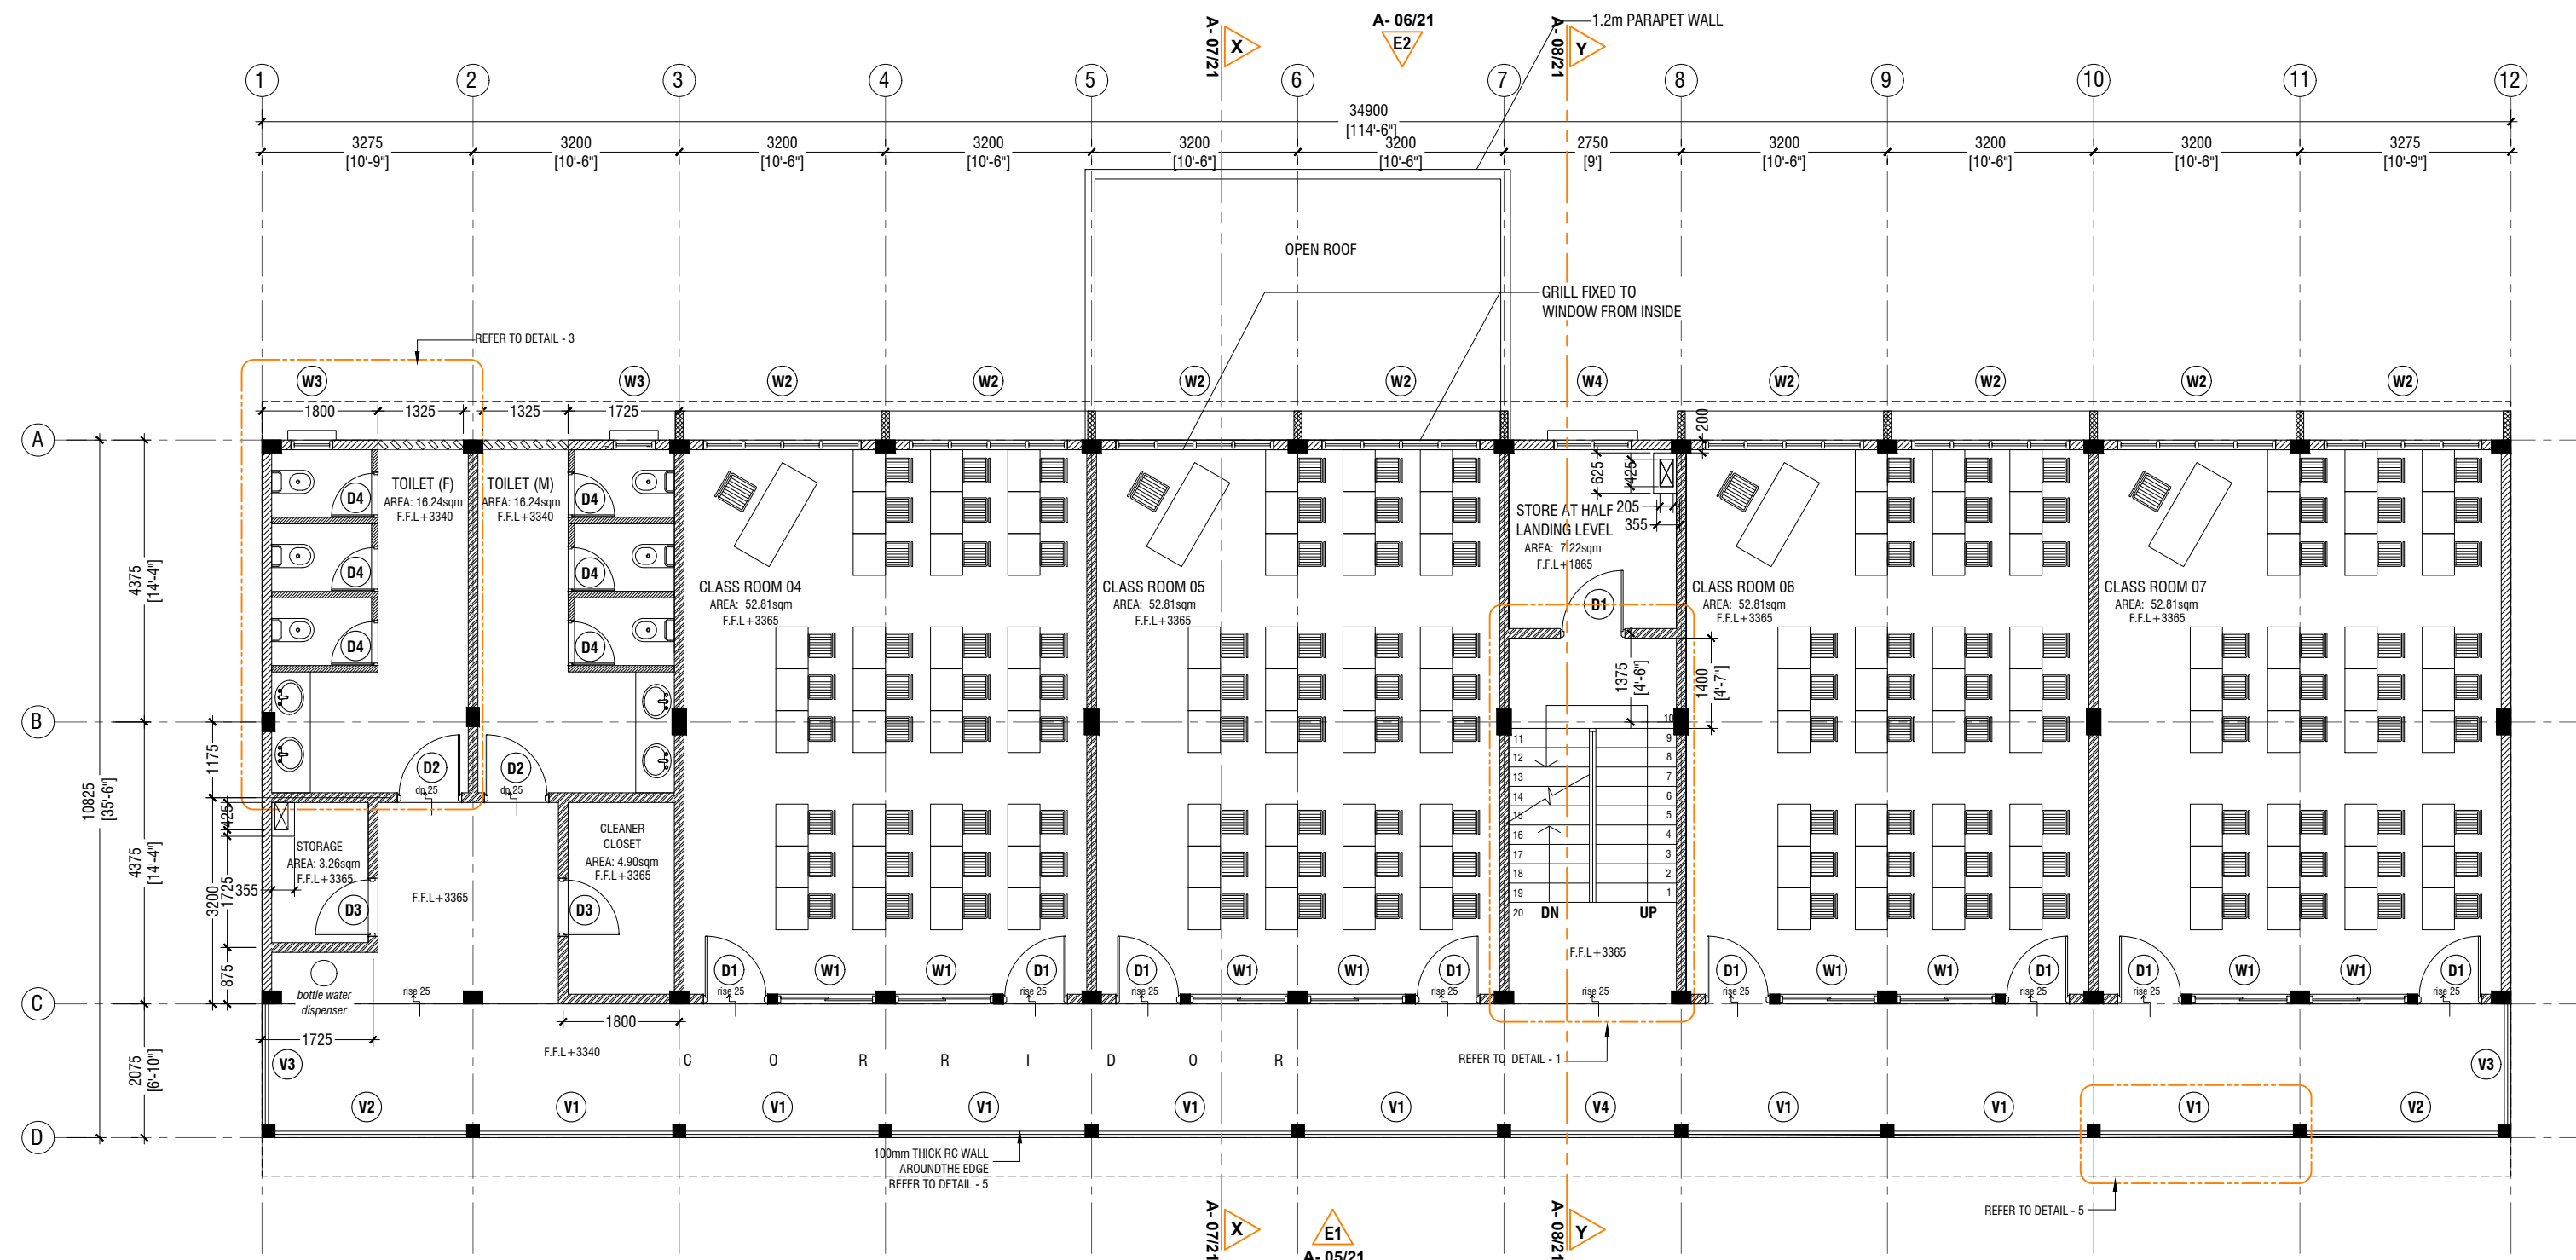 A- 07/21
X
A- 06/21
E2
A- 08/21
Y
1.2m PARAPET WALL
1
2
3
4
5
6
7
8
9
10
11
12
34900
[114'-6"]
3275
[10'-9"]
3200
[10'-6"]
3200
[10'-6"]
3200
[10'-6"]
3200
[10'-6"]
3200
[10'-6"]
2750
[9']
3200
[10'-6"]
3200
[10'-6"]
3200
[10'-6"]
3275
[10'-9"]
OPEN ROOF
GRILL FIXED TO
WINDOW FROM INSIDE
REFER TO DETAIL - 3
W3
W3
W2
W2
W2
W2
W4
W2
W2
W2
W2
1800
1325
1325
1725
200
A
B
C
D
10825
[35'-6"]
4375
[14'-4"]
4375
[14'-4"]
2075
[6'-10"]
1175
3200
425
1725
875
355
TOILET (F)
AREA: 16.24sqm
F.F.L+3340
D4
D4
D4
TOILET (M)
AREA: 16.24sqm
F.F.L+3340
D4
D4
D4
D2
dp 25
D2
dp 25
STORAGE
AREA: 3.26sqm
F.F.L+3365
D3
F.F.L+3365
CLEANER
CLOSET
AREA: 4.90sqm
F.F.L+3365
D3
bottle water
dispenser
rise 25
1725
1800
CLASS ROOM 04
AREA: 52.81sqm
F.F.L+3365
D1
rise 25
W1
W1
D1
rise 25
CLASS ROOM 05
AREA: 52.81sqm
F.F.L+3365
D1
rise 25
W1
W1
D1
rise 25
625
425
205
355
STORE AT HALF
LANDING LEVEL
AREA: 7.22sqm
F.F.L+1865
D1
1375
[4'-6"]
1400
[4'-7"]
10
11
9
12
8
13
7
14
6
15
5
16
4
17
3
18
2
19
1
20
DN
UP
F.F.L+3365
rise 25
CLASS ROOM 06
AREA: 52.81sqm
F.F.L+3365
D1
rise 25
W1
W1
D1
rise 25
CLASS ROOM 07
AREA: 52.81sqm
F.F.L+3365
D1
rise 25
W1
W1
D1
rise 25
V3
F.F.L+3340
C O R R I D O R
REFER TO DETAIL - 1
V3
V2
V1
V1
V1
V1
V1
V4
V1
V1
V1
V2
100mm THICK RC WALL
AROUNDTHE EDGE
REFER TO DETAIL - 5
REFER TO DETAIL - 5
A- 07/21
X
E1
A- 05/21
A- 08/21
Y